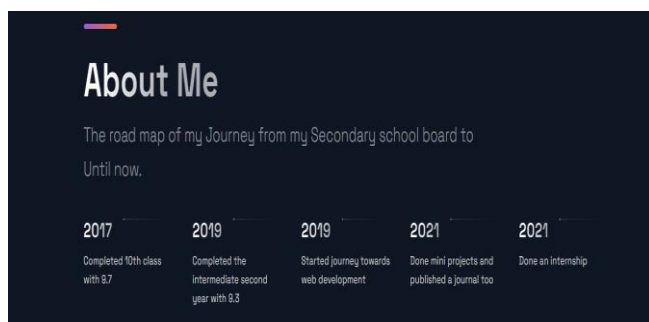 About Me
The road map of my Journey from my Secondary school board to
Until now.
2017
Completed 10th class
with 9.7
2019
Completed the
intermediate second
year with 9.3
2019
Started journey towards
web development
2021
Done mini projects and
published a journal too
2021
Done an internship